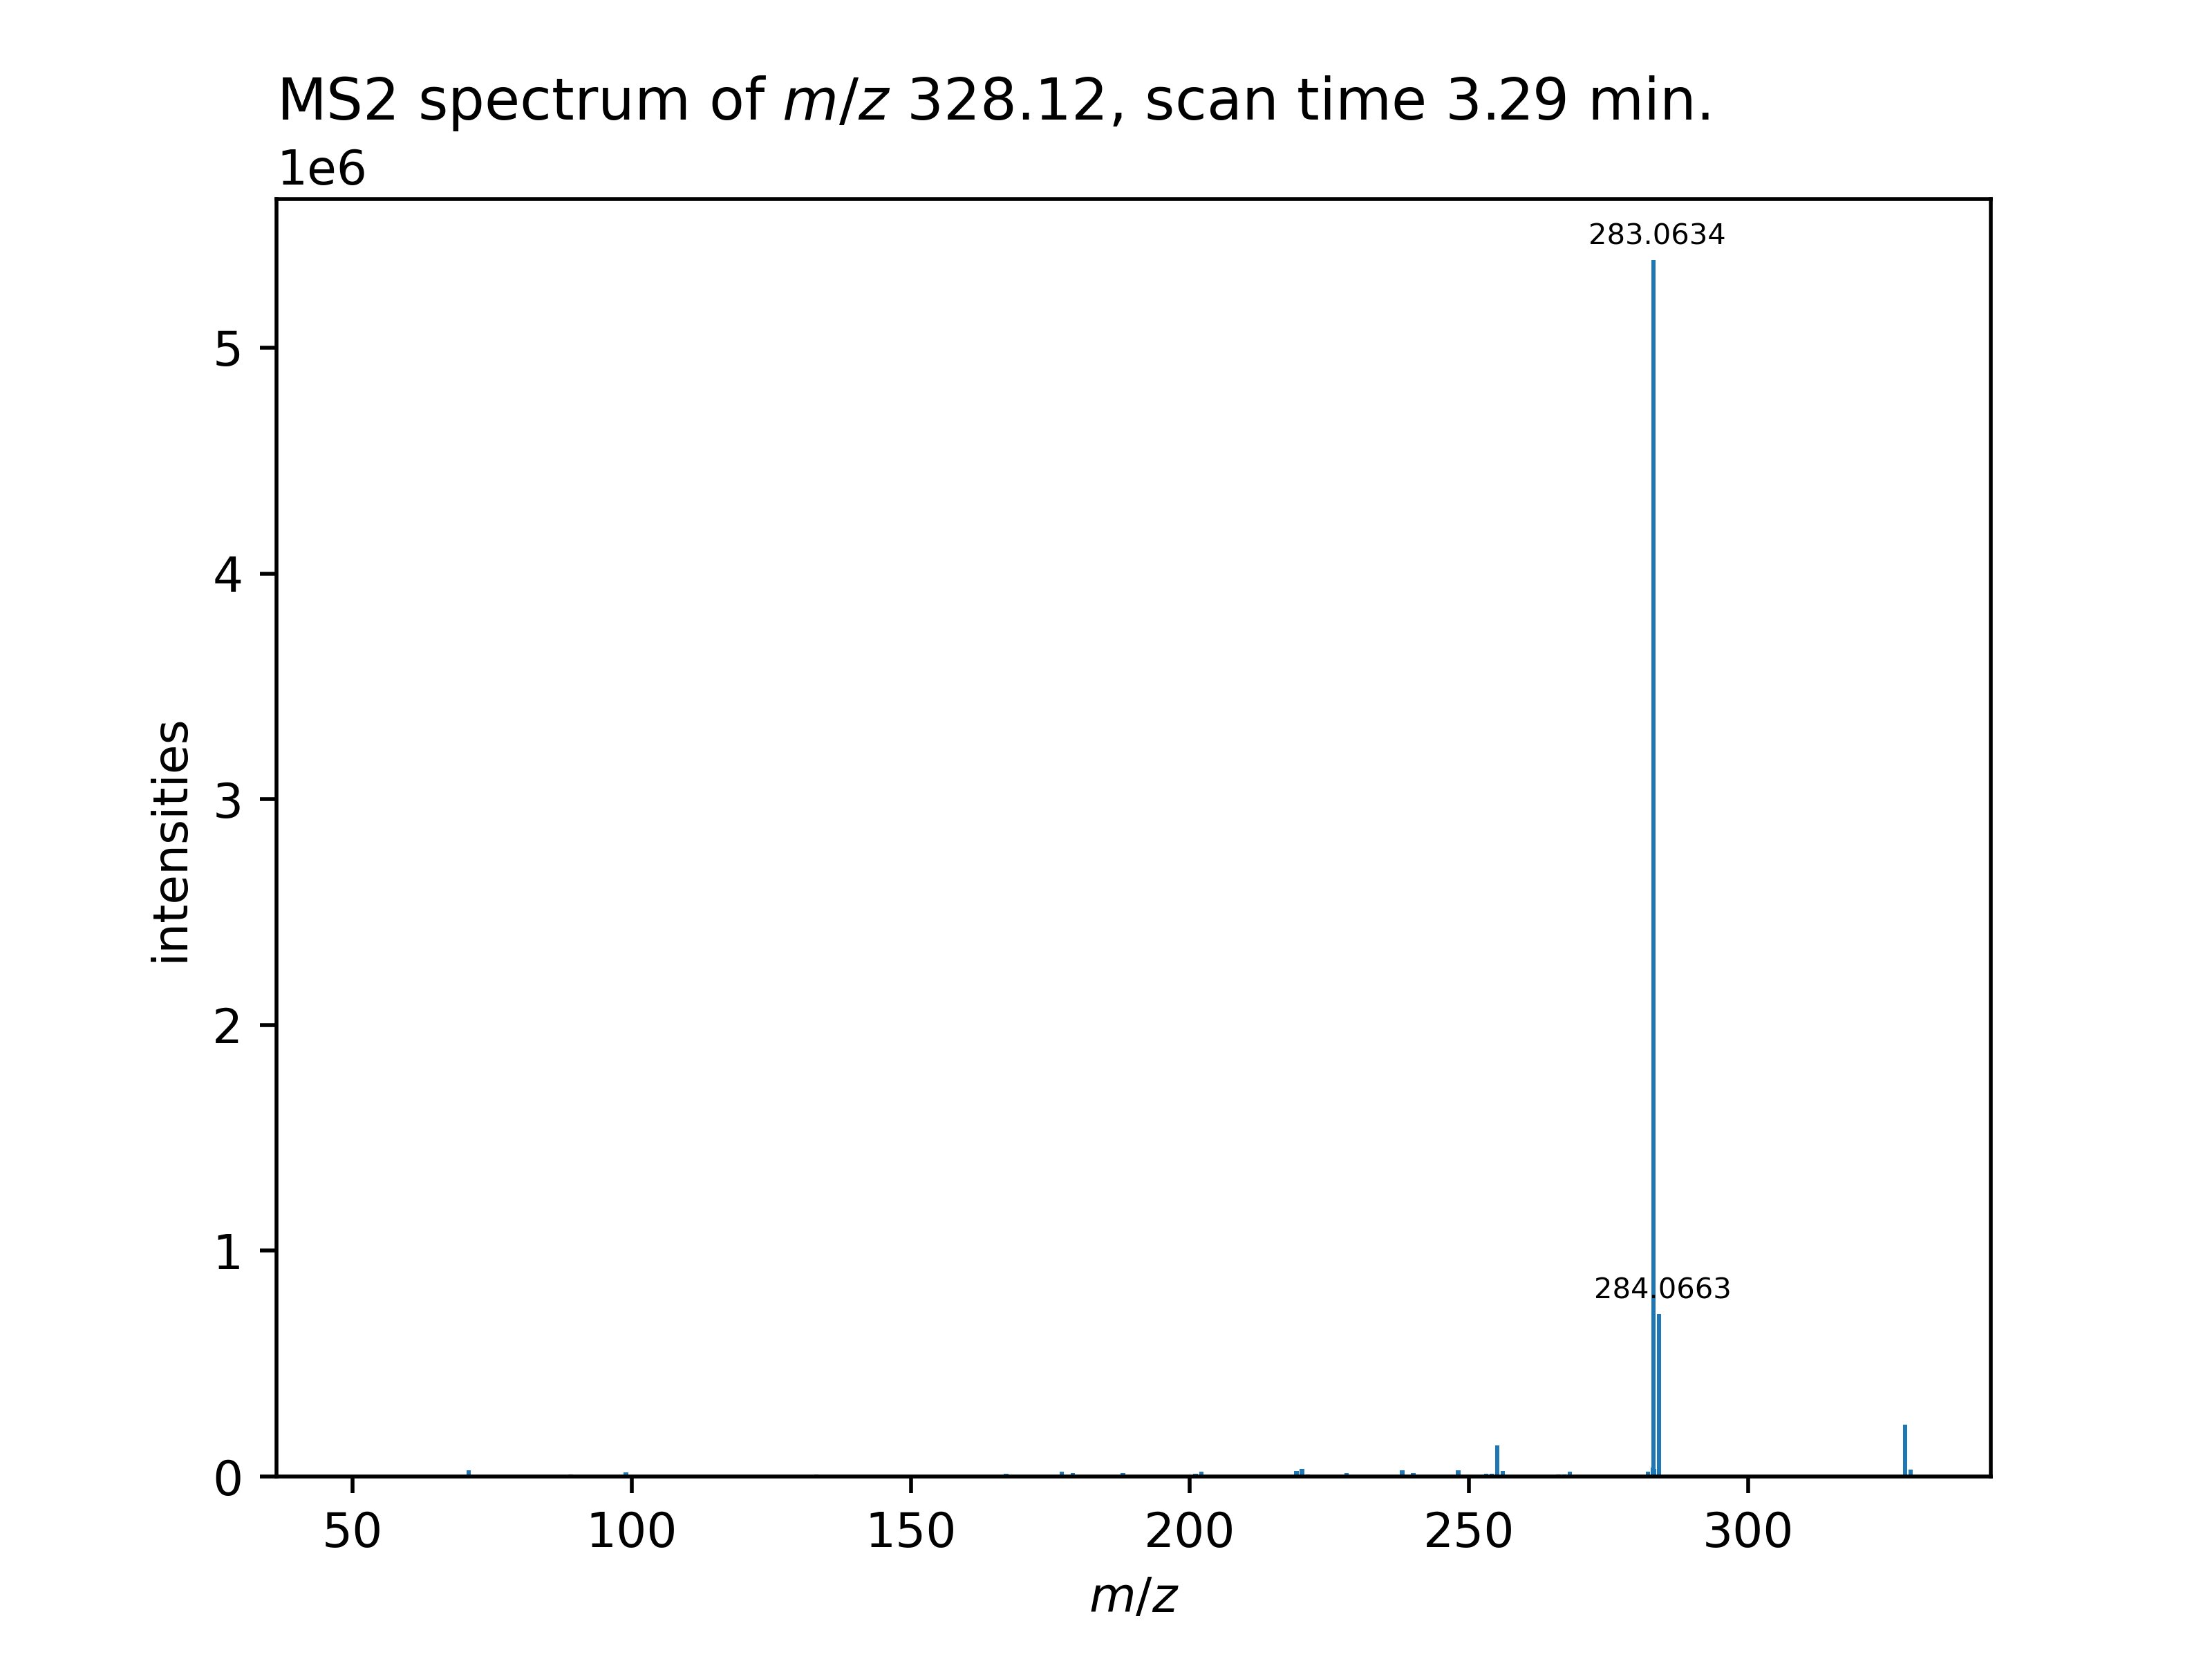 MS2 spectrum of m/z 328.12, scan time 3.29 min.
1e6
283.0634
5
4
3
2
1
0
284.0663
intensities
50 100 150 200 250 300
m/z